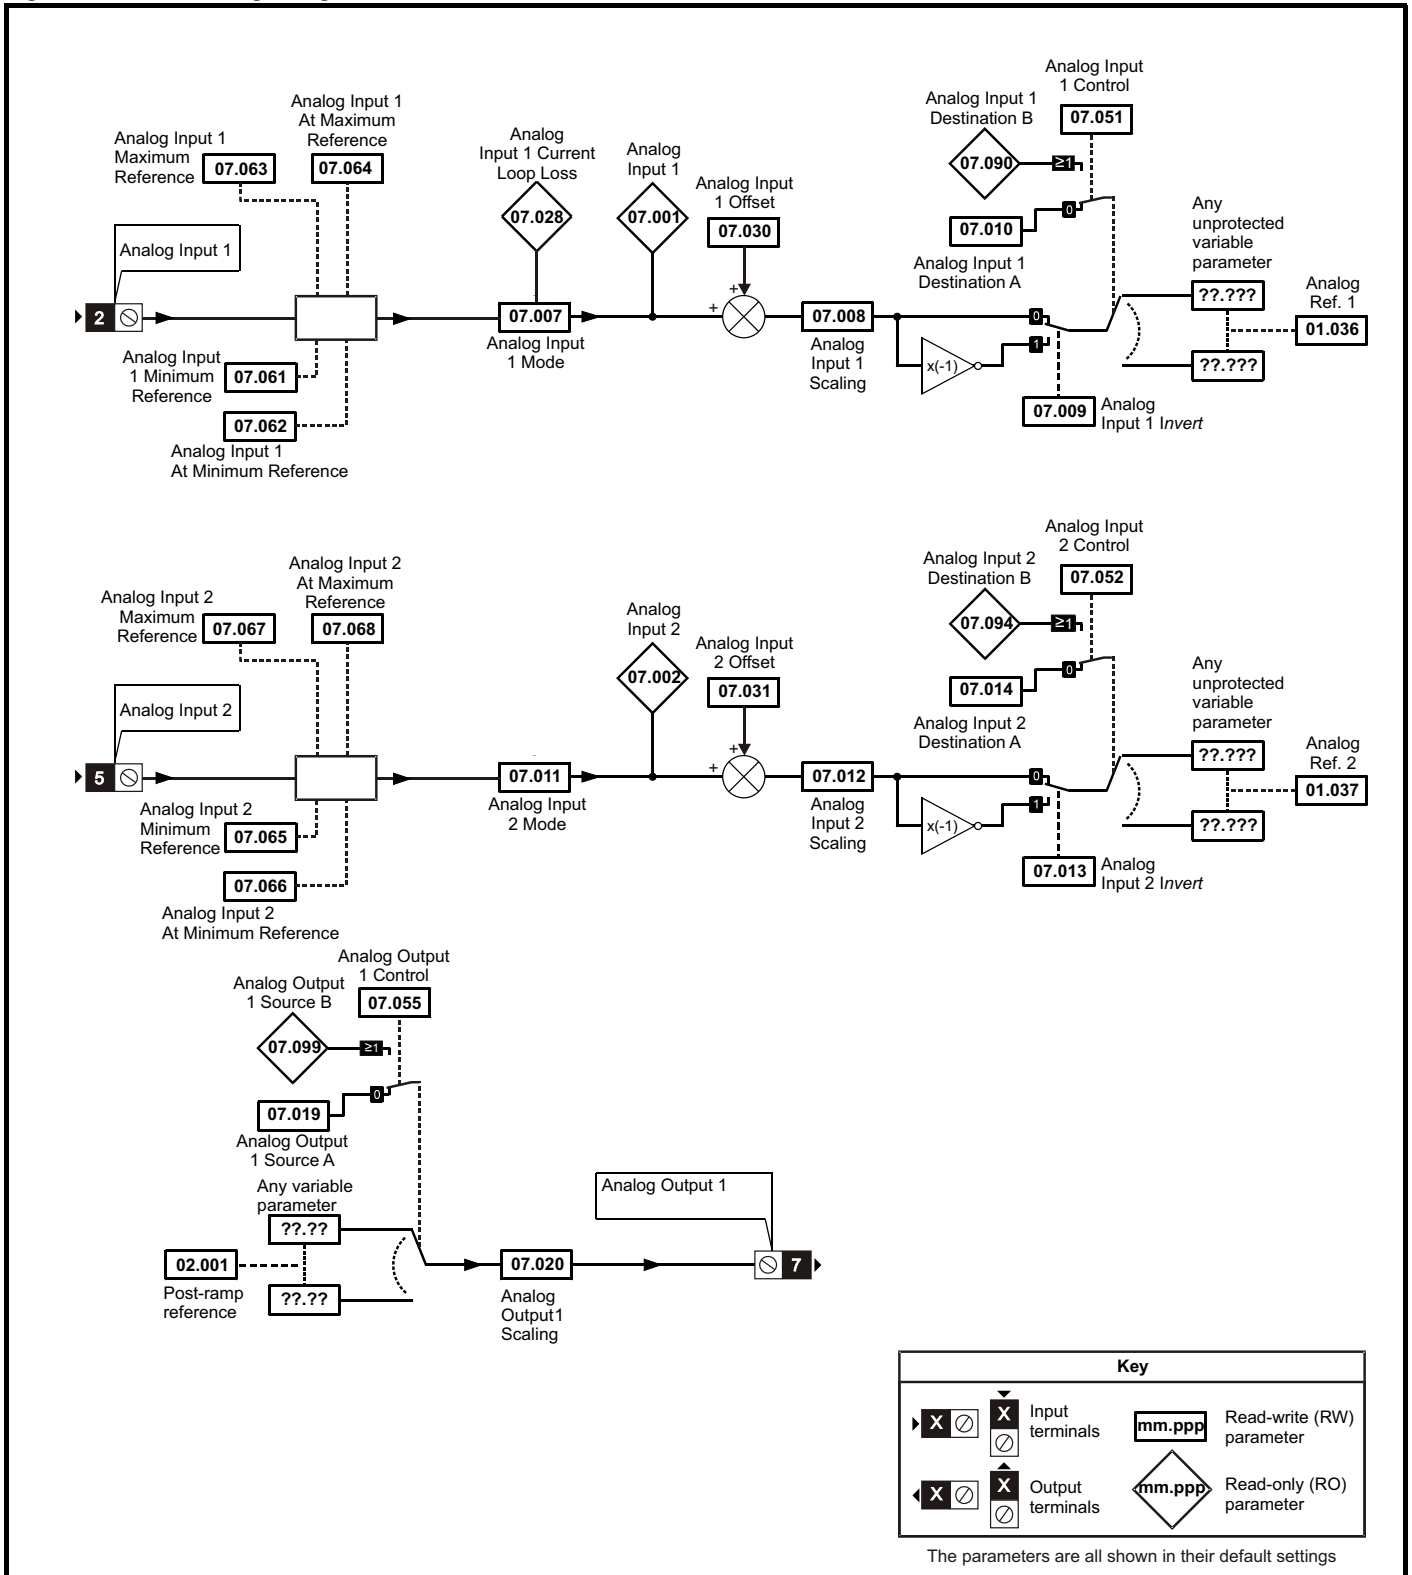 Analog Input 1
Maximum
Reference
07.063
Analog Input 1
At Maximum
Reference
07.064
Analog
Input 1 Current
Loop Loss
07.028
Analog
Input 1
07.001
Analog Input
1 Offset
07.030
Analog Input 1
Destination B
07.090
≥1
Analog Input
1 Control
07.051
0
07.010
Analog Input 1
Destination A
Any
unprotected
variable
parameter
??.???
Analog
Ref. 1
01.036
??.???
Analog Input 1
2
07.007
Analog Input
1 Mode
+
+
07.008
Analog
Input 1
Scaling
x(-1)
0
1
07.009
Analog
Input 1 Invert
Analog Input
1 Minimum
Reference
07.061
07.062
Analog Input 1
At Minimum Reference
Analog Input 2
Maximum
Reference
07.067
Analog Input 2
At Maximum
Reference
07.068
Analog
Input 2
07.002
Analog Input
2 Offset
07.031
Analog Input 2
Destination B
07.094
≥1
Analog Input
2 Control
07.052
0
07.014
Analog Input 2
Destination A
Any
unprotected
variable
parameter
??.???
Analog
Ref. 2
01.037
??.???
Analog Input 2
5
07.011
Analog Input
2 Mode
+
+
07.012
Analog
Input 2
Scaling
x(-1)
0
1
07.013
Analog
Input 2 Invert
Analog Input 2
Minimum
Reference
07.065
07.066
Analog Input 2
At Minimum Reference
Analog Output
1 Source B
07.099
≥1
Analog Output
1 Control
07.055
0
07.019
Analog Output
1 Source A
Any variable
parameter
??.??
02.001
Post-ramp
reference
??.??
07.020
Analog
Output1
Scaling
Analog Output 1
7
Key
X
X
Input
terminals
mm.ppp
Read-write (RW)
parameter
X
X
Output
terminals
mm.ppp
Read-only (RO)
parameter
The parameters are all shown in their default settings